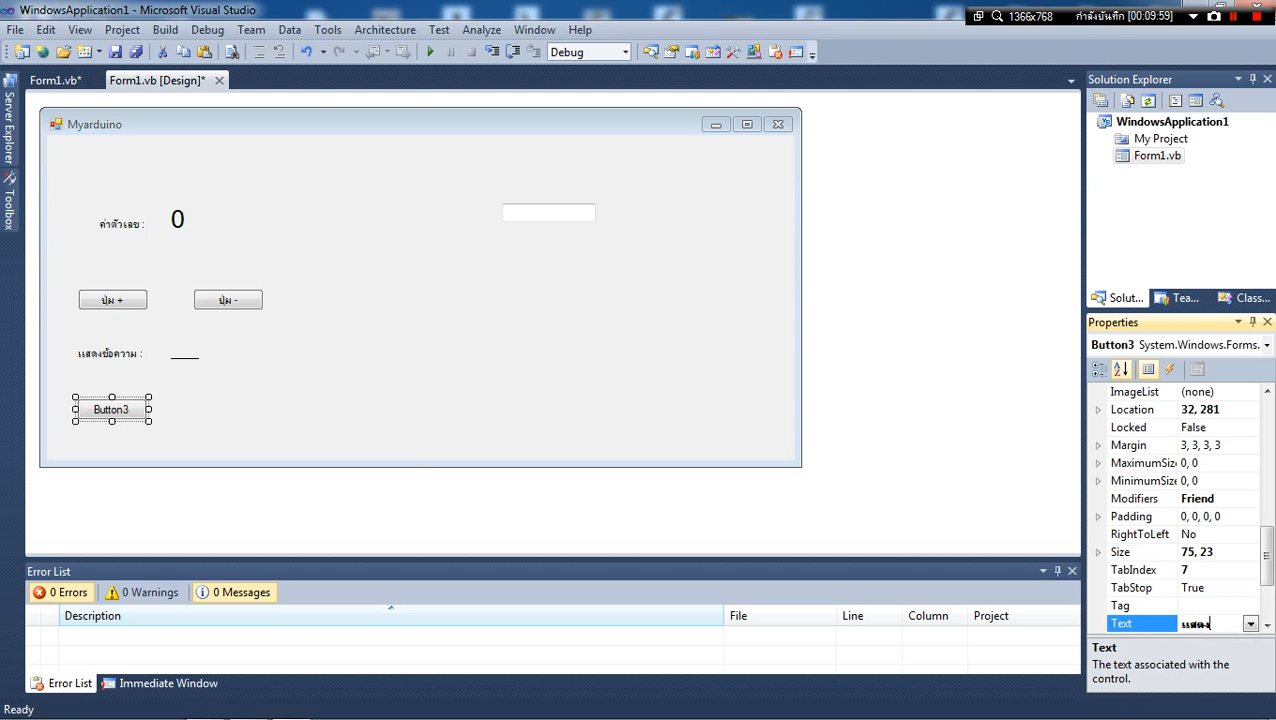 WindowsApplication1 - Microsoft Visual Studio
1366x768 กำลังบันทึก [00:09:59]
File Edit View Project Build Debug Team Data Tools Architecture Test Analyze Window Help
Debug
Form1.vb* Form1.vb [Design]*
Server Explorer
Toolbox
Myarduino
ค่าตัวเลข : 0
ปุ่ม + ปุ่ม -
แสดงข้อความ : ____
Button3
Solution Explorer
WindowsApplication1
My Project
Form1.vb
Solut... Tea... Class...
Properties
Button3 System.Windows.Forms.
ImageList (none)
Location 32, 281
Locked False
Margin 3, 3, 3, 3
MaximumSize 0, 0
MinimumSize 0, 0
Modifiers Friend
Padding 0, 0, 0, 0
RightToLeft No
Size 75, 23
TabIndex 7
TabStop True
Tag
Text แสดง
Text
The text associated with the
control.
Error List
0 Errors 0 Warnings 0 Messages
Description File Line Column Project
Error List Immediate Window
Ready